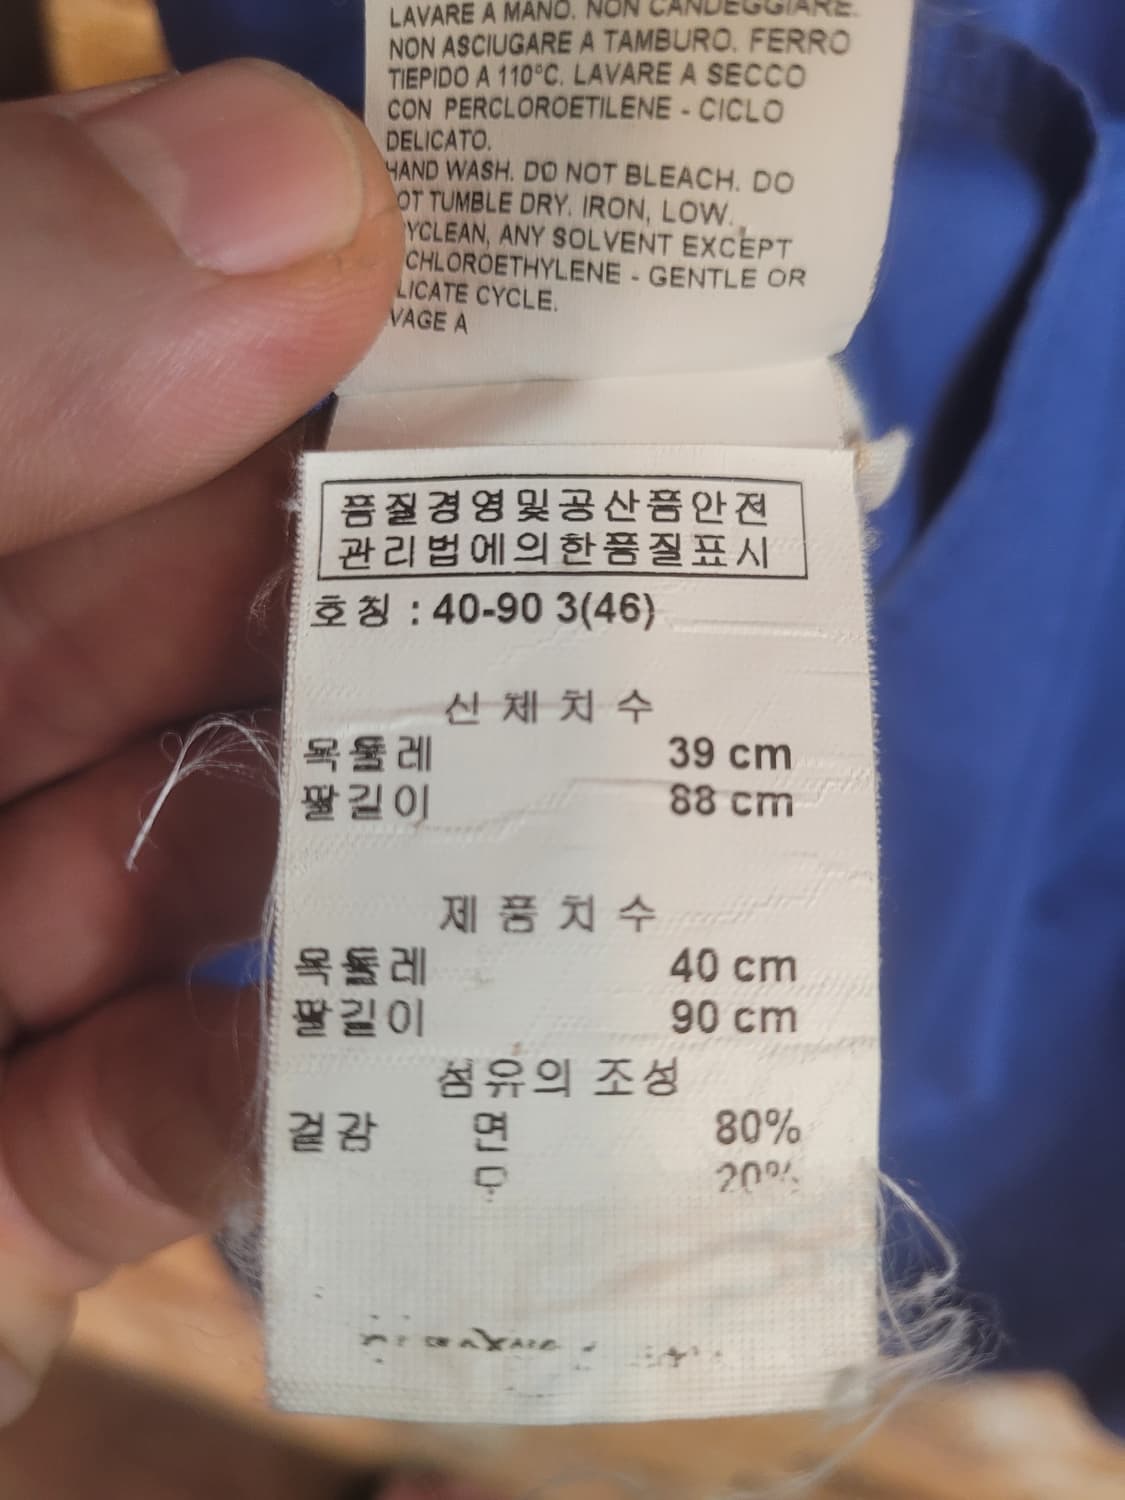 LAVARE A MANO. NON CANDEGGIARE.
NON ASCIUGARE A TAMBURO. FERRO
TIEPIDO A 110°C. LAVARE A SECCO
CON PERCLOROETILENE - CICLO
DELICATO.
HAND WASH. DO NOT BLEACH. DO
OT TUMBLE DRY. IRON, LOW.
YCLEAN, ANY SOLVENT EXCEPT
CHLOROETHYLENE - GENTLE OR
LICATE CYCLE.
VAGE A
품질경영및공산품안전
관리법에의한품질표시
호칭 : 40-90 3(46)
신체치수
목둘레 39 cm
팔길이 88 cm
제품치수
목둘레 40 cm
팔길이 90 cm
섬유의 조성
겉감 면 80%
모 20%